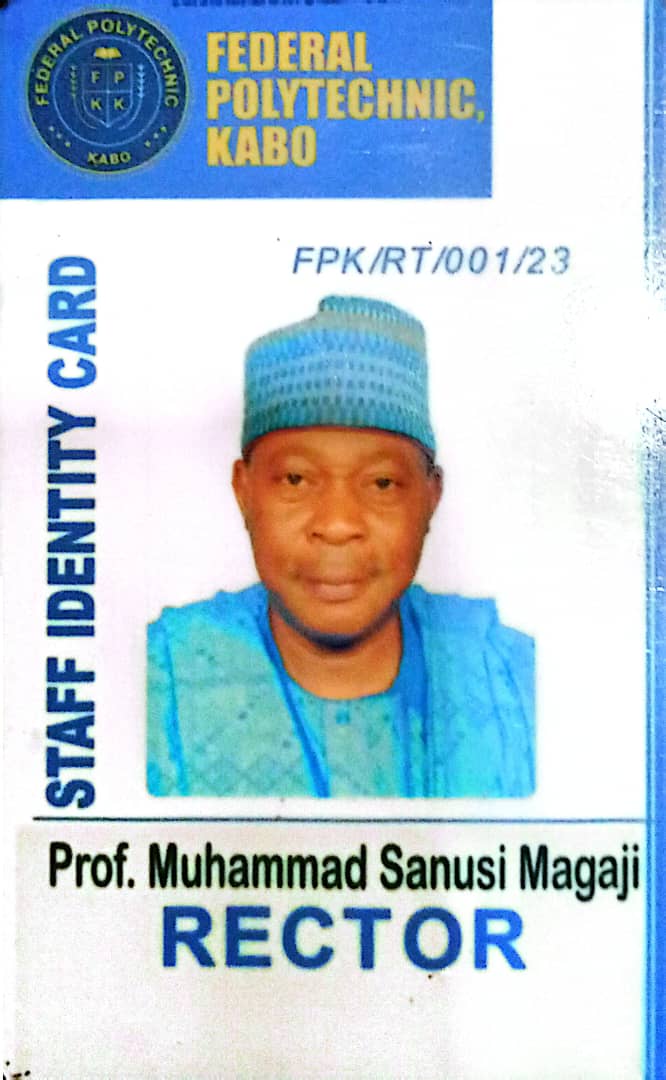 FEDERAL POLYTECHNIC
F P
K K
KABO
FEDERAL
POLYTECHNIC,
KABO
FPK/RT/001/23
STAFF IDENTITY CARD
Prof. Muhammad Sanusi Magaji
RECTOR